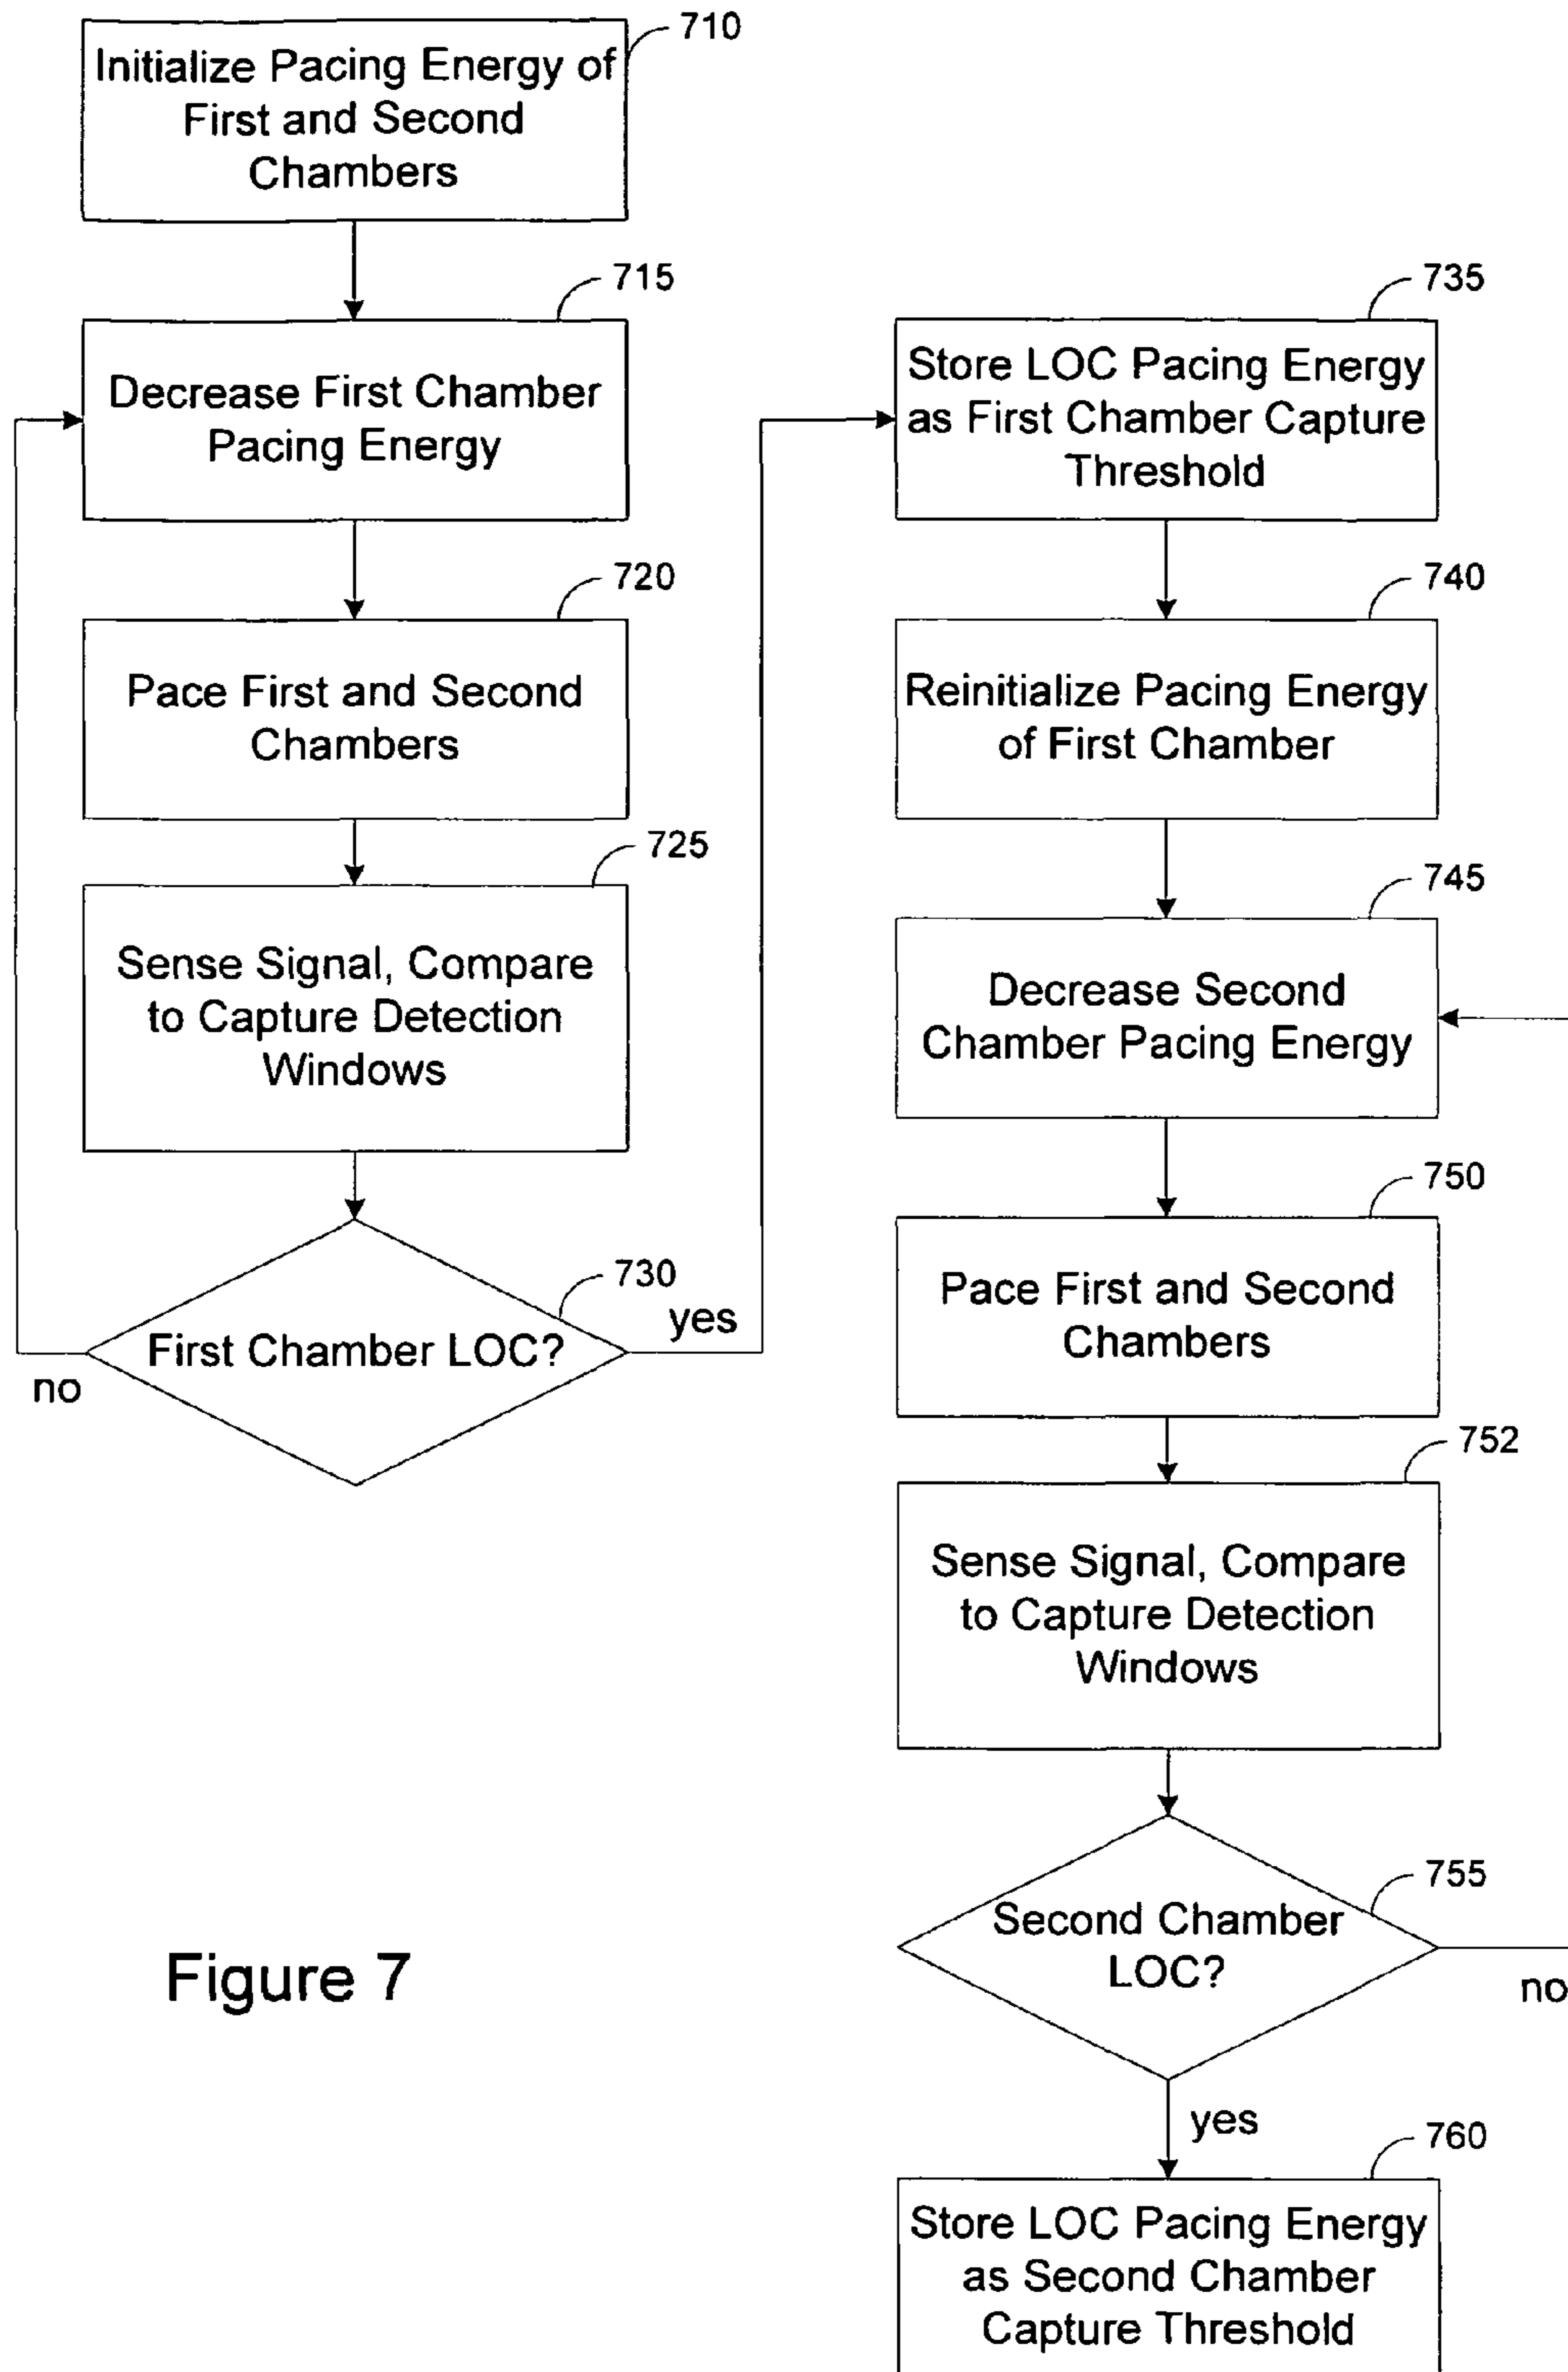 710
Initialize Pacing Energy of
First and Second
Chambers
715
Decrease First Chamber
Pacing Energy
720
Pace First and Second
Chambers
725
Sense Signal, Compare
to Capture Detection
Windows
730
First Chamber LOC?
yes
no
735
Store LOC Pacing Energy
as First Chamber Capture
Threshold
740
Reinitialize Pacing Energy
of First Chamber
745
Decrease Second
Chamber Pacing Energy
750
Pace First and Second
Chambers
752
Sense Signal, Compare
to Capture Detection
Windows
755
Second Chamber
LOC?
no
yes
760
Store LOC Pacing Energy
as Second Chamber
Capture Threshold
Figure 7